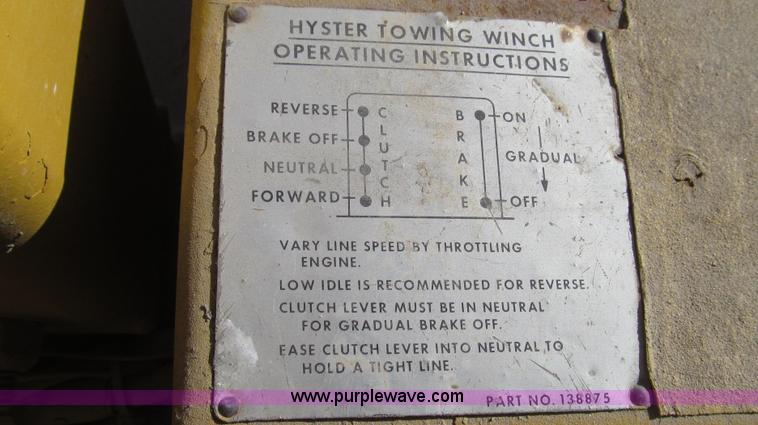 HYSTER TOWING WINCH
OPERATING INSTRUCTIONS
REVERSE
BRAKE OFF
NEUTRAL
FORWARD
CLUTCH
BRAKE
ON
GRADUAL
OFF
VARY LINE SPEED BY THROTTLING
ENGINE.
LOW IDLE IS RECOMMENDED FOR REVERSE.
CLUTCH LEVER MUST BE IN NEUTRAL
FOR GRADUAL BRAKE OFF.
EASE CLUTCH LEVER INTO NEUTRAL TO
HOLD A TIGHT LINE.
www.purplewave.com
PART NO. 138875